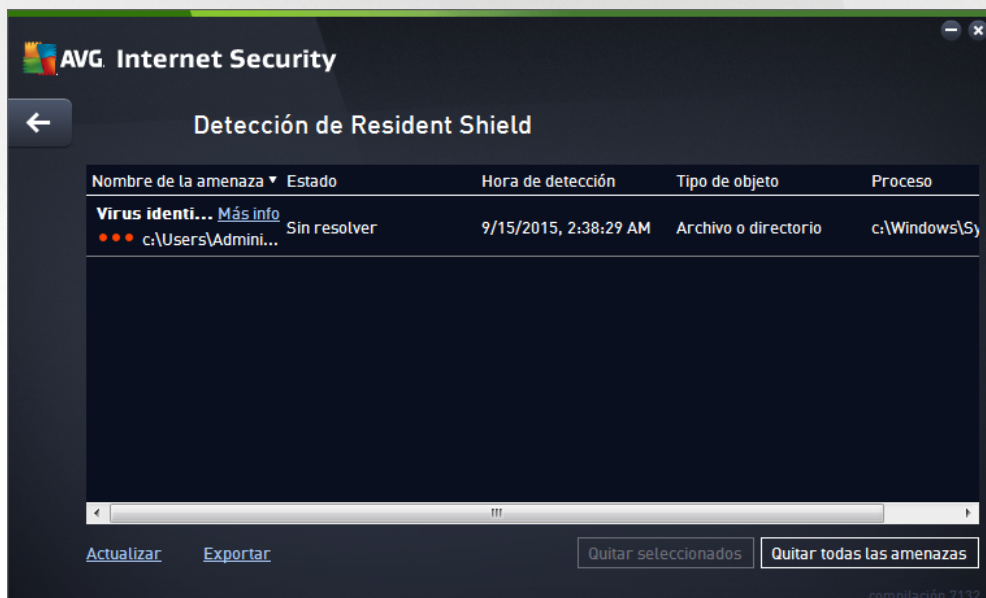 AVG. Internet Security
Detección de Resident Shield
Nombre de la amenaza Estado Hora de detección Tipo de objeto Proceso
Virus identi... Más info
Sin resolver 9/15/2015, 2:38:29 AM Archivo o directorio c:\Windows\Sy
c:\Users\Admini...
Actualizar Exportar Quitar seleccionados Quitar todas las amenazas
compilación 7132